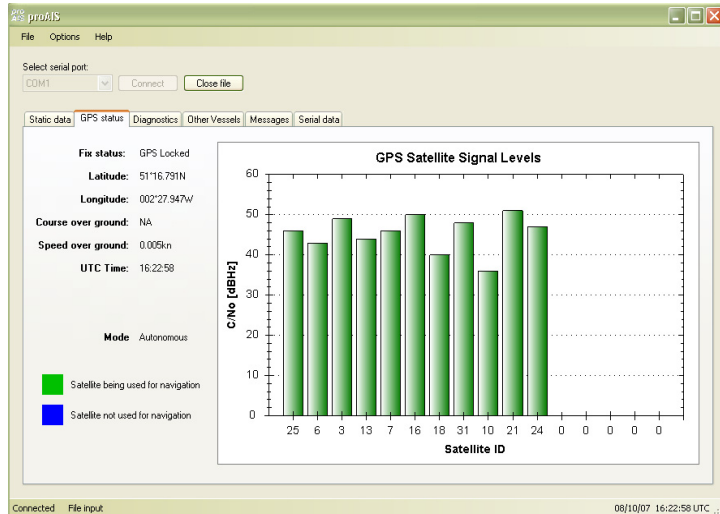 proAIS
File Options Help
Select serial port:
COM1 Connect Close file
Static data GPS status Diagnostics Other Vessels Messages Serial data
Fix status: GPS Locked
Latitude: 51°16.791N
Longitude: 002°27.947W
Course over ground: NA
Speed over ground: 0.005kn
UTC Time: 16:22:58
Mode Autonomous
Satellite being used for navigation
Satellite not used for navigation
GPS Satellite Signal Levels
C/No [dBHz]
60
50
40
30
20
10
0
25 6 3 13 7 16 18 31 10 21 24 0 0 0 0 0
Satellite ID
Connected File input 08/10/07 16:22:58 UTC